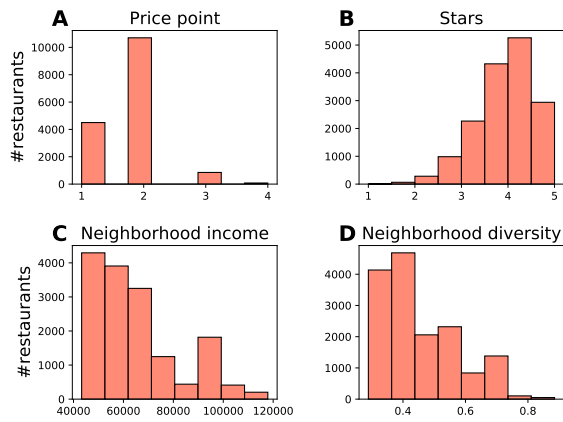 A Price point
B Stars
#restaurants
10000
8000
6000
4000
2000
0
1 2 3 4
5000
4000
3000
2000
1000
0
1 2 3 4 5
C Neighborhood income
D Neighborhood diversity
#restaurants
4000
3000
2000
1000
0
40000 60000 80000 100000 120000
4000
3000
2000
1000
0
0.4 0.6 0.8